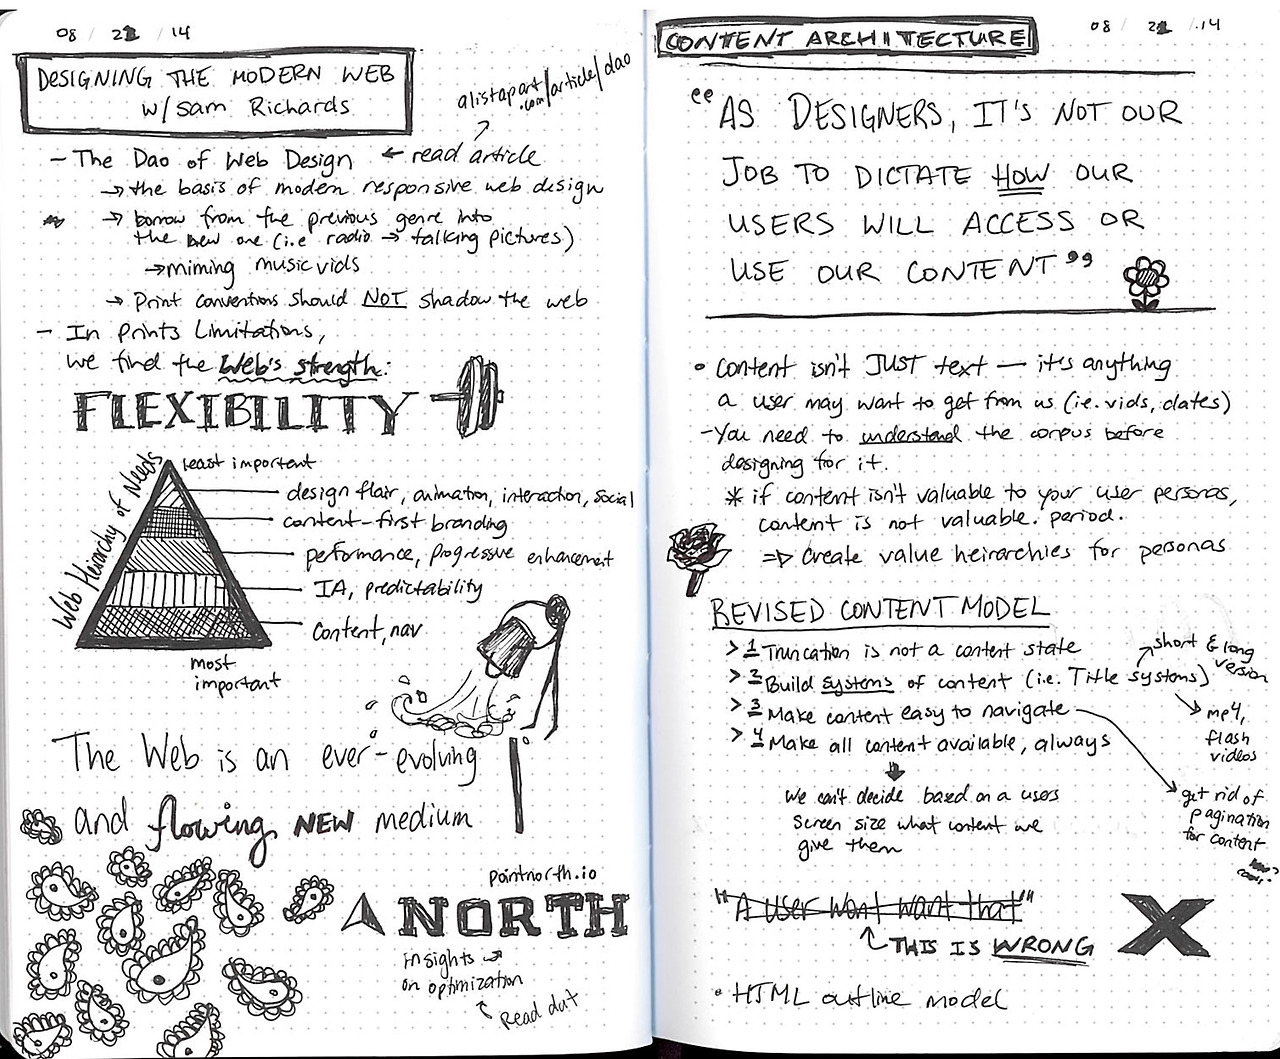 08 / 21 / 14
DESIGNING THE MODERN WEB
w/ Sam Richards
alistapart
.com/article/dao
– The Dao of Web Design ← read article
→ the basis of modern responsive web design
→ borrow from the previous genre into
the new one (i.e radio → talking pictures)
→ miming music vids
→ Print conventions should NOT shadow the web
– In Prints Limitations,
we find the Web's strength:
FLEXIBILITY
Web Heirarchy of Needs
least important
design flair, animation, interaction, social
content-first branding
performance, progressive enhancement
IA, predictability
Content, nav
most
important
The Web is an ever-evolving
and flowing NEW medium
pointnorth.io
NORTH
insights →
on optimization
Read dat
CONTENT ARCHITECTURE
08 / 21 / 14
“AS DESIGNERS, IT'S NOT OUR
JOB TO DICTATE HOW OUR
USERS WILL ACCESS OR
USE OUR CONTENT”
• Content isn't JUST text — it's anything
a user may want to get from us (i.e. vids, dates)
– You need to understand the corpus before
designing for it.
* if content isn't valuable to your user personas,
content is not valuable. period.
⇒ Create value heirarchies for personas
REVISED CONTENT MODEL
> 1 Truncation is not a content state
> 2 Build systems of content (i.e. Title systems)
short & long
version
> 3 Make content easy to navigate
mp4,
flash
videos
> 4 Make all content available, always
We can't decide based on a users
screen size what content we
give them
get rid of
pagination
for content
"A user wont want that"
THIS IS WRONG
• HTML outline model